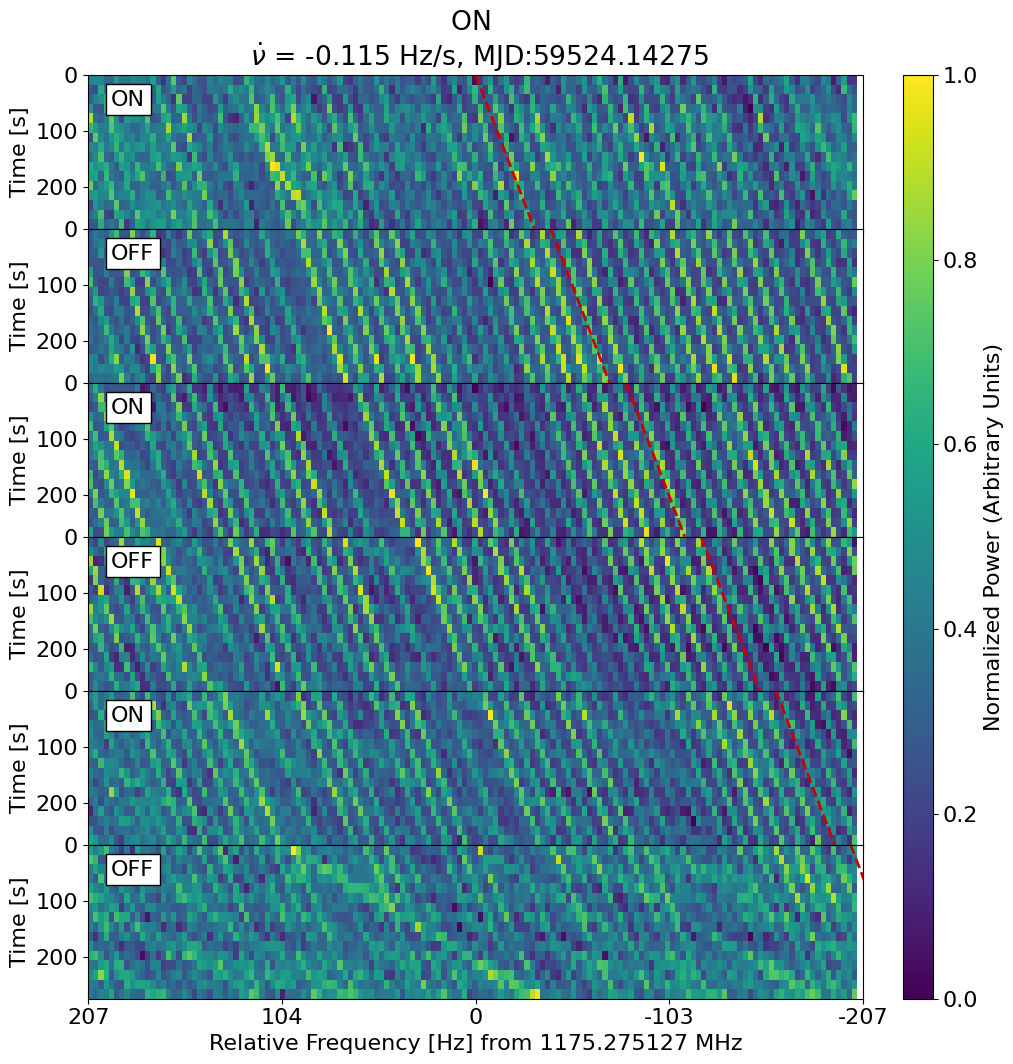 ON
ν̇ = -0.115 Hz/s, MJD:59524.14275
0
ON
100
200
Time [s]
0
OFF
100
200
Time [s]
0
ON
100
200
Time [s]
0
OFF
100
200
Time [s]
0
ON
100
200
Time [s]
0
OFF
100
200
Time [s]
207 104 0 -103 -207
Relative Frequency [Hz] from 1175.275127 MHz
1.0
0.8
0.6
0.4
0.2
0.0
Normalized Power (Arbitrary Units)